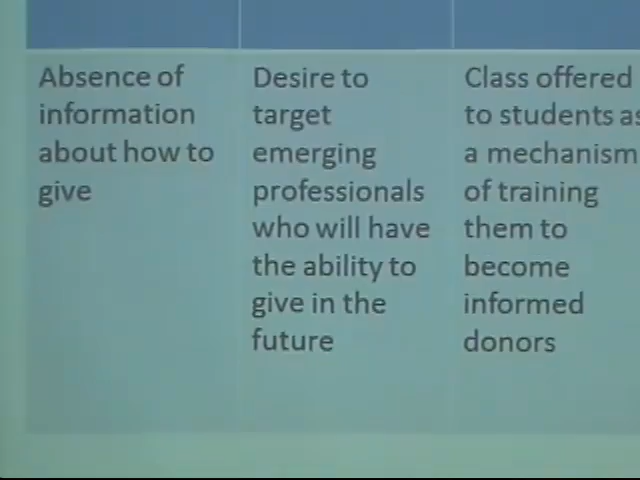 Absence of
information
about how to
give
Desire to
target
emerging
professionals
who will have
the ability to
give in the
future
Class offered
to students as
a mechanism
of training
them to
become
informed
donors